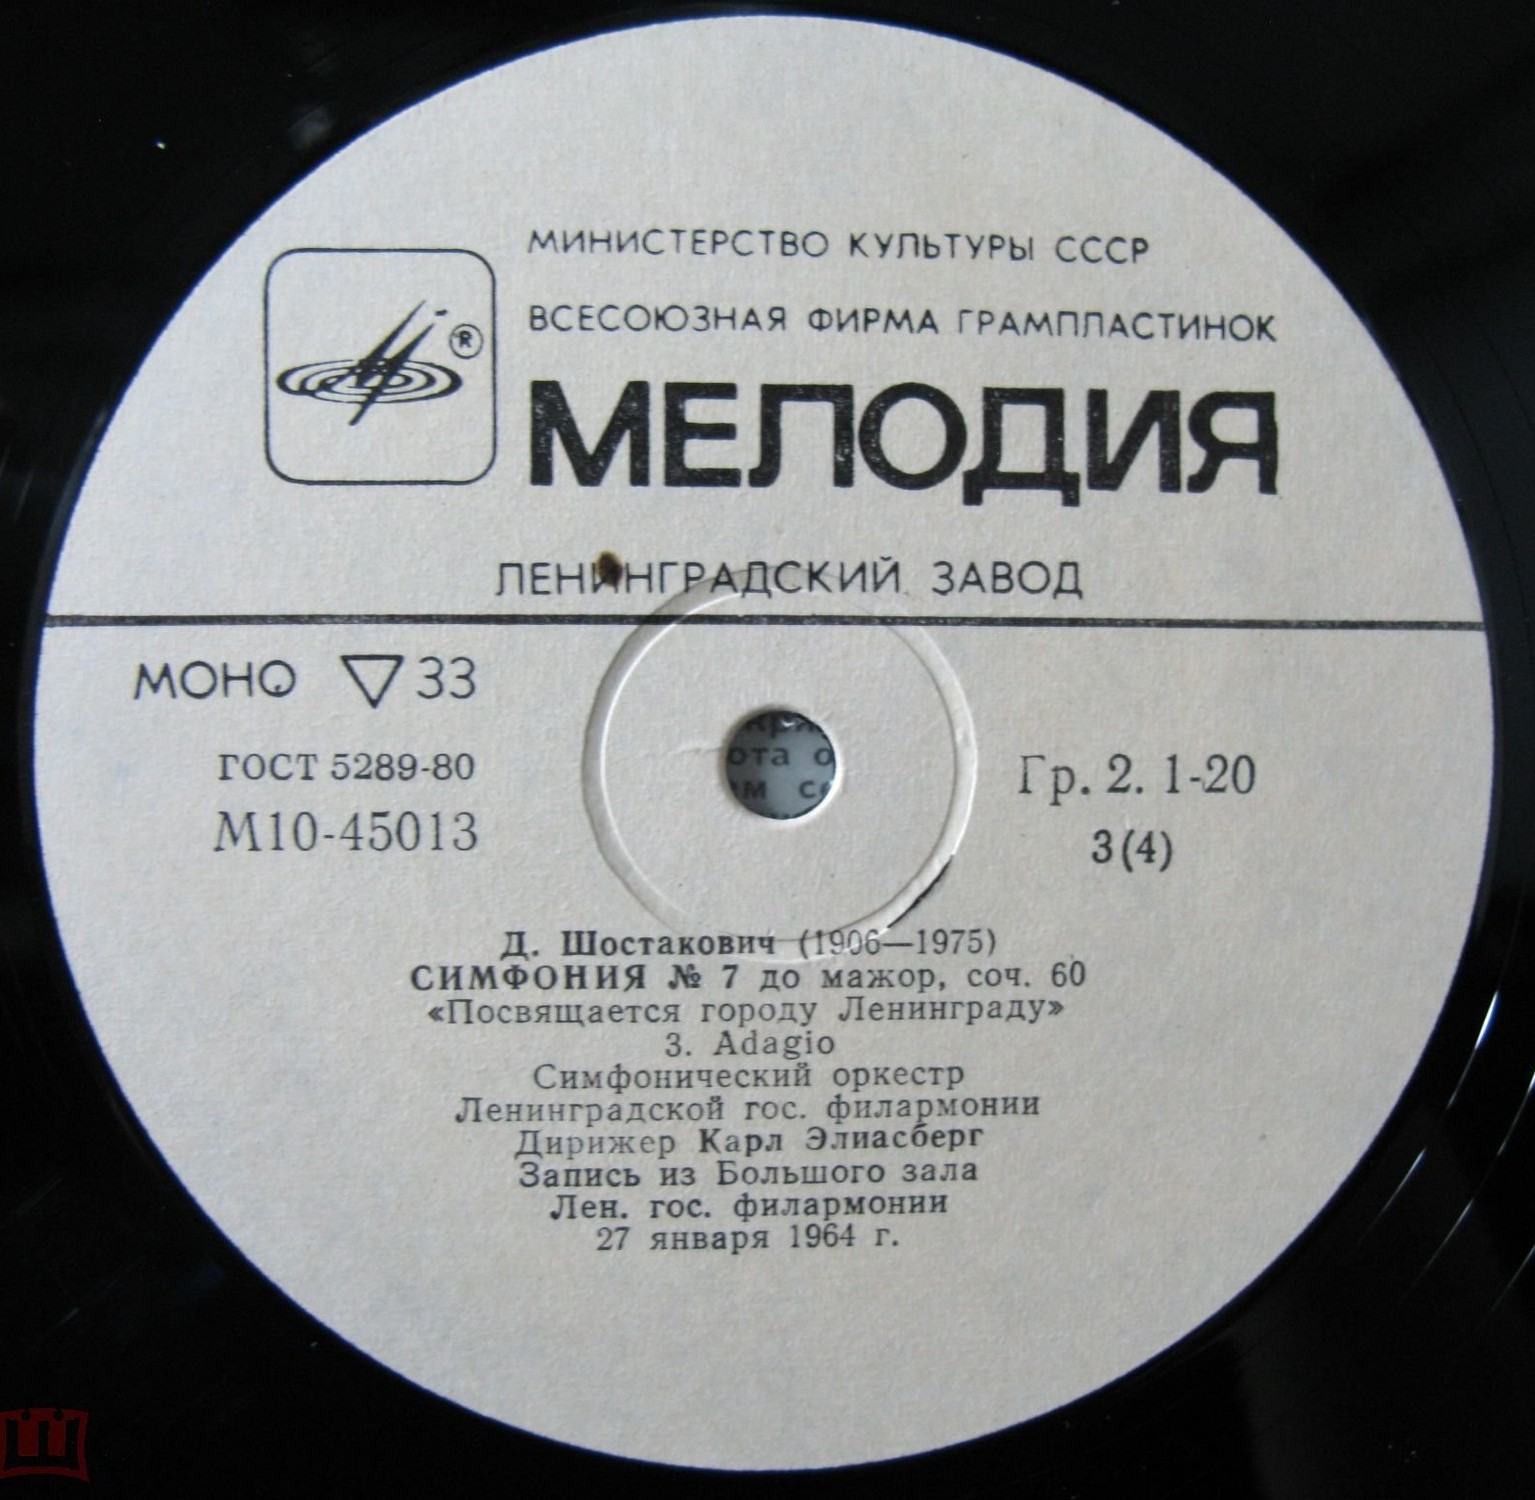 МИНИСТЕРСТВО КУЛЬТУРЫ СССР
ВСЕСОЮЗНАЯ ФИРМА ГРАМПЛАСТИНОК
®
МЕЛОДИЯ
ЛЕНИНГРАДСКИЙ ЗАВОД
МОНО ▽ 33
ГОСТ 5289-80
М10-45013
Гр. 2. 1-20
3(4)
Д. Шостакович (1906—1975)
СИМФОНИЯ № 7 до мажор, соч. 60
«Посвящается городу Ленинграду»
3. Adagio
Симфонический оркестр
Ленинградской гос. филармонии
Дирижер Карл Элиасберг
Запись из Большого зала
Лен. гос. филармонии
27 января 1964 г.